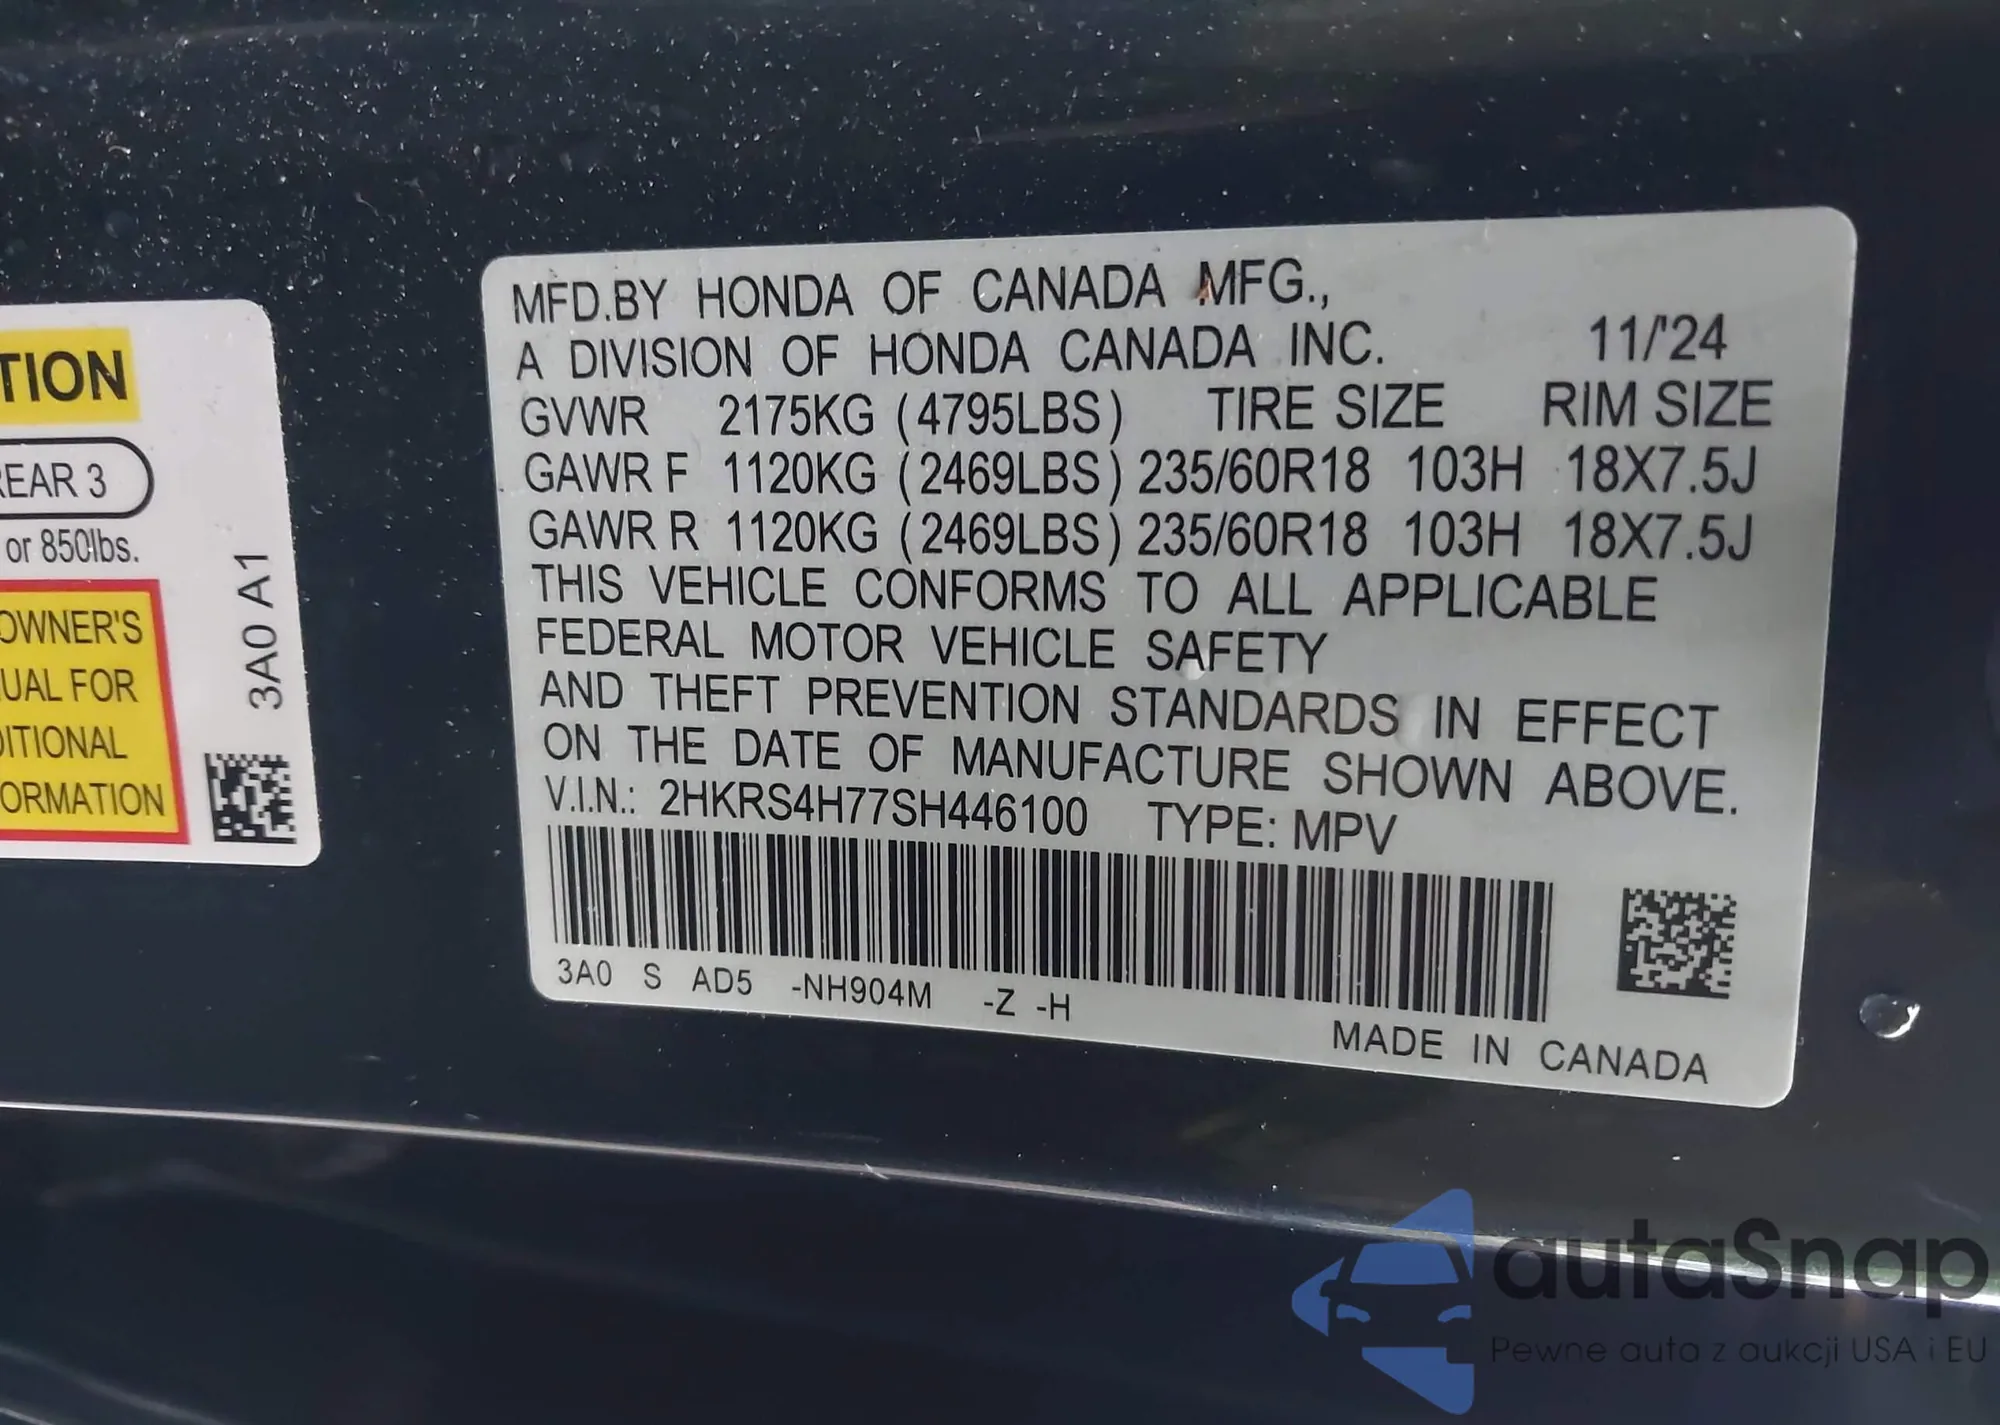 TION
REAR 3
or 850lbs.
OWNER'S
UAL FOR
DITIONAL
ORMATION
3A0 A1
MFD.BY HONDA OF CANADA MFG.,
A DIVISION OF HONDA CANADA INC. 11/'24
GVWR 2175KG (4795LBS) TIRE SIZE RIM SIZE
GAWR F 1120KG (2469LBS) 235/60R18 103H 18X7.5J
GAWR R 1120KG (2469LBS) 235/60R18 103H 18X7.5J
THIS VEHICLE CONFORMS TO ALL APPLICABLE
FEDERAL MOTOR VEHICLE SAFETY
AND THEFT PREVENTION STANDARDS IN EFFECT
ON THE DATE OF MANUFACTURE SHOWN ABOVE.
V.I.N.: 2HKRS4H77SH446100 TYPE: MPV
3A0 S AD5 -NH904M -Z -H
MADE IN CANADA
autaSnap
Pewne auta z aukcji USA i EU